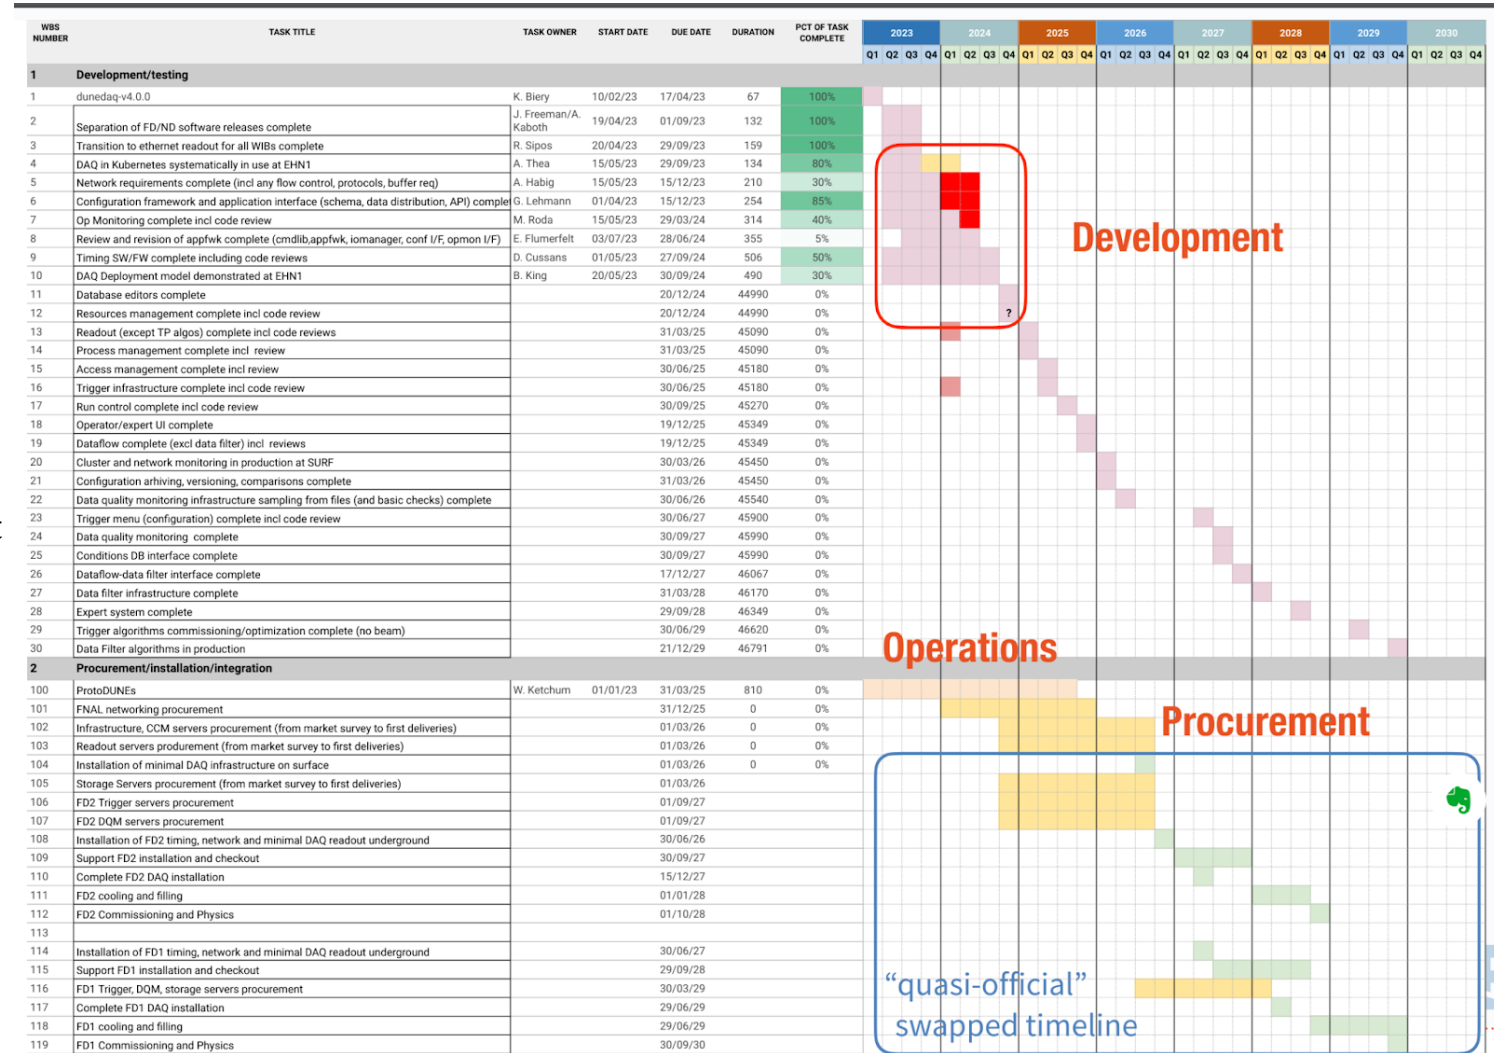 WBS NUMBER TASK TITLE TASK OWNER START DATE DUE DATE DURATION PCT OF TASK COMPLETE 2023 2024 2025 2026 2027 2028 2029 2030
Q1 Q2 Q3 Q4 Q1 Q2 Q3 Q4 Q1 Q2 Q3 Q4 Q1 Q2 Q3 Q4 Q1 Q2 Q3 Q4 Q1 Q2 Q3 Q4 Q1 Q2 Q3 Q4 Q1 Q2 Q3 Q4
1 Development/testing
1 dunedaq-v4.0.0 K. Biery 10/02/23 17/04/23 67 100%
2 Separation of FD/ND software releases complete J. Freeman/A. Kaboth 19/04/23 01/09/23 132 100%
3 Transition to ethernet readout for all WIBs complete R. Sipos 20/04/23 29/09/23 159 100%
4 DAQ in Kubernetes systematically in use at EHN1 A. Thea 15/05/23 29/09/23 134 80%
5 Network requirements complete (incl any flow control, protocols, buffer req) A. Habig 15/05/23 15/12/23 210 30%
6 Configuration framework and application interface (schema, data distribution, API) complet G. Lehmann 01/04/23 15/12/23 254 85%
7 Op Monitoring complete incl code review M. Roda 15/05/23 29/03/24 314 40%
8 Review and revision of appfwk complete (cmdlib,appfwk, iomanager, conf I/F, opmon I/F) E. Flumerfelt 03/07/23 28/06/24 355 5%
Development
9 Timing SW/FW complete including code reviews D. Cussans 01/05/23 27/09/24 506 50%
10 DAQ Deployment model demonstrated at EHN1 B. King 20/05/23 30/09/24 490 30%
11 Database editors complete 20/12/24 44990 0%
12 Resources management complete incl code review 20/12/24 44990 0% ?
13 Readout (except TP algos) complete incl code reviews 31/03/25 45090 0%
14 Process management complete incl review 31/03/25 45090 0%
15 Access management complete incl review 30/06/25 45180 0%
16 Trigger infrastructure complete incl code review 30/06/25 45180 0%
17 Run control complete incl code review 30/09/25 45270 0%
18 Operator/expert UI complete 19/12/25 45349 0%
19 Dataflow complete (excl data filter) incl reviews 19/12/25 45349 0%
20 Cluster and network monitoring in production at SURF 30/03/26 45450 0%
21 Configuration arhiving, versioning, comparisons complete 31/03/26 45450 0%
22 Data quality monitoring infrastructure sampling from files (and basic checks) complete 30/06/26 45540 0%
23 Trigger menu (configuration) complete incl code review 30/06/27 45900 0%
24 Data quality monitoring complete 30/09/27 45990 0%
25 Conditions DB interface complete 30/09/27 45990 0%
26 Dataflow-data filter interface complete 17/12/27 46067 0%
27 Data filter infrastructure complete 31/03/28 46170 0%
28 Expert system complete 29/09/28 46349 0%
29 Trigger algorithms commissioning/optimization complete (no beam) 30/06/29 46620 0%
30 Data Filter algorithms in production 21/12/29 46791 0%
Operations
2 Procurement/installation/integration
100 ProtoDUNEs W. Ketchum 01/01/23 31/03/25 810 0%
101 FNAL networking procurement 31/12/25 0 0%
Procurement
102 Infrastructure, CCM servers procurement (from market survey to first deliveries) 01/03/26 0 0%
103 Readout servers produrement (from market survey to first deliveries) 01/03/26 0 0%
104 Installation of minimal DAQ infrastructure on surface 01/03/26 0 0%
105 Storage Servers procurement (from market survey to first deliveries) 01/03/26
106 FD2 Trigger servers procurement 01/09/27
107 FD2 DQM servers procurement 01/09/27
108 Installation of FD2 timing, network and minimal DAQ readout underground 30/06/26
109 Support FD2 installation and checkout 30/09/27
110 Complete FD2 DAQ installation 15/12/27
111 FD2 cooling and filling 01/01/28
112 FD2 Commissioning and Physics 01/10/28
113
114 Installation of FD1 timing, network and minimal DAQ readout underground 30/06/27
115 Support FD1 installation and checkout 29/09/28
116 FD1 Trigger, DQM, storage servers procurement 30/03/29
117 Complete FD1 DAQ installation 29/06/29
118 FD1 cooling and filling 29/06/29
119 FD1 Commissioning and Physics 30/09/30
“quasi-official”
swapped timeline